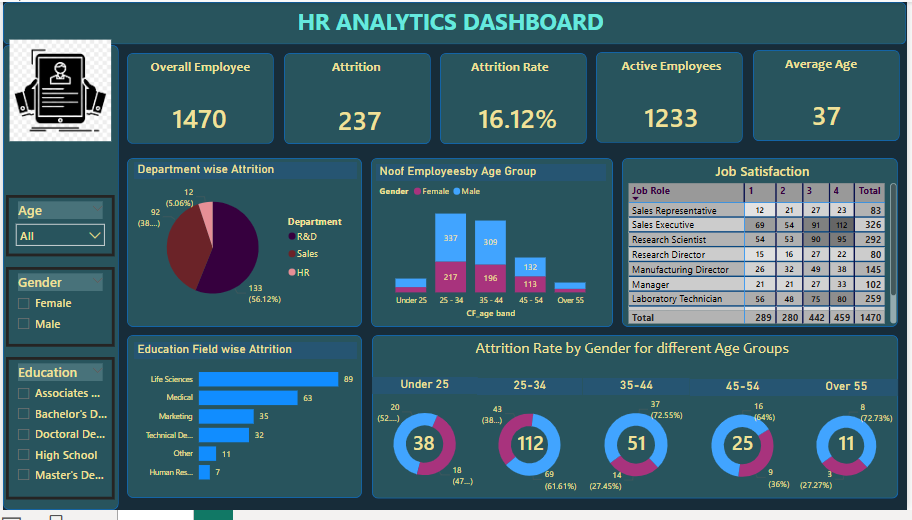 HR ANALYTICS DASHBOARD
Overall Employee
1470
Attrition
237
Attrition Rate
16.12%
Active Employees
1233
Average Age
37
Age
All
Gender
Female
Male
Education
Associates ...
Bachelor's D...
Doctoral De...
High School
Master's De...
Department wise Attrition
12
(5.06%)
92
(38....)
133
(56.12%)
Department
R&D
Sales
HR
Noof Employeesby Age Group
Gender Female Male
337 309 132
217 196 113
Under 25 25 - 34 35 - 44 45 - 54 Over 55
CF_age band
Job Satisfaction
Job Role 1 2 3 4 Total
Sales Representative 12 21 27 23 83
Sales Executive 69 54 91 112 326
Research Scientist 54 53 90 95 292
Research Director 15 16 27 22 80
Manufacturing Director 26 32 49 38 145
Manager 21 21 27 33 102
Laboratory Technician 56 48 75 80 259
Total 289 280 442 459 1470
Education Field wise Attrition
Life Sciences 89
Medical 63
Marketing 35
Technical De... 32
Other 11
Human Res... 7
Attrition Rate by Gender for different Age Groups
Under 25
20
(52....)
38
18
(47...)
25-34
43
(38...)
112
69
(61.61%)
35-44
37
(72.55%)
51
14
(27.45%)
45-54
16
(64%)
25
9
(36%)
Over 55
8
(72.73%)
11
3
(27.27%)